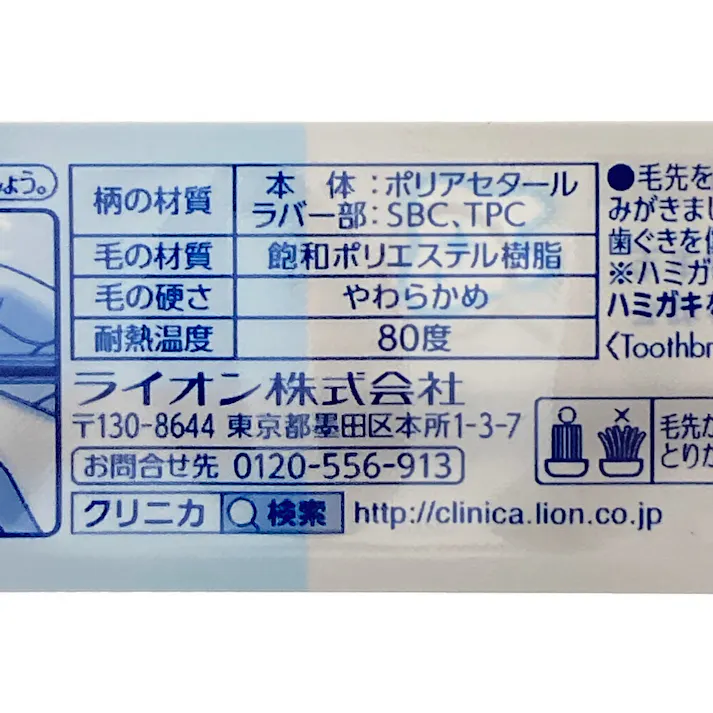 ょう。
柄の材質
本 体：ポリアセタール
ラバー部：SBC、TPC
毛の材質 飽和ポリエステル樹脂
毛の硬さ やわらかめ
耐熱温度 80度
ライオン株式会社
〒130-8644 東京都墨田区本所1-3-7
お問合せ先 0120-556-913
クリニカ 検索 http://clinica.lion.co.jp
●毛先を
みがきまし
歯ぐきを
※ハミガ
ハミガキを
〈Toothbr
毛先が
とりか